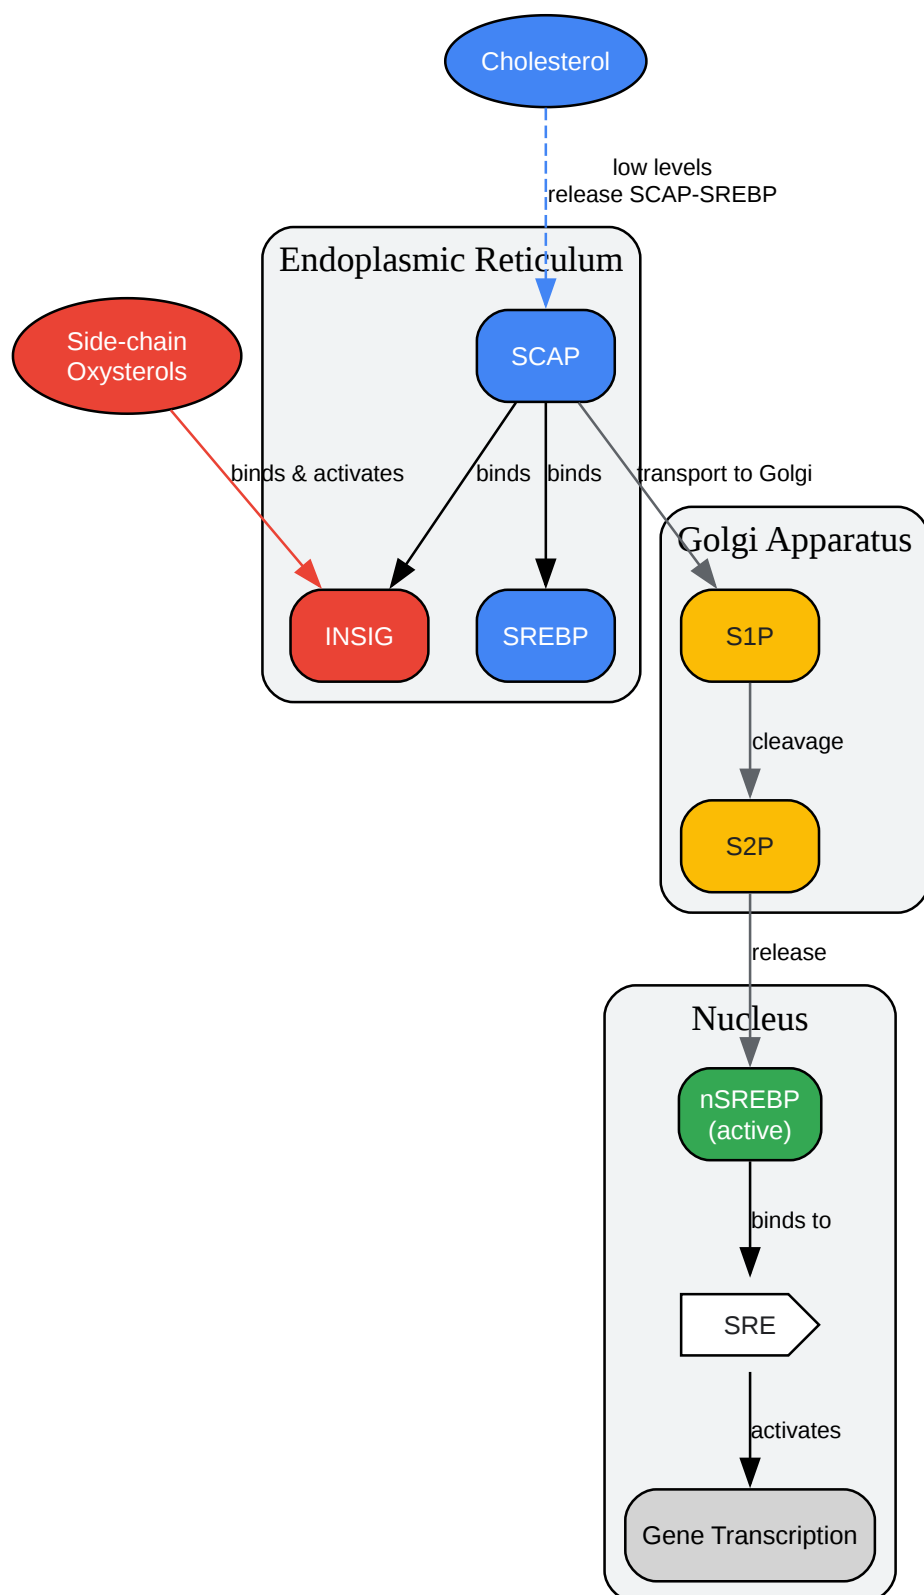 Cholesterol
low levels
release SCAP-SREBP
Endoplasmic Reticulum
Side-chain
Oxysterols
SCAP
binds & activates
binds
binds
transport to Golgi
Golgi Apparatus
INSIG
SREBP
S1P
cleavage
S2P
release
Nucleus
nSREBP
(active)
binds to
SRE
activates
Gene Transcription